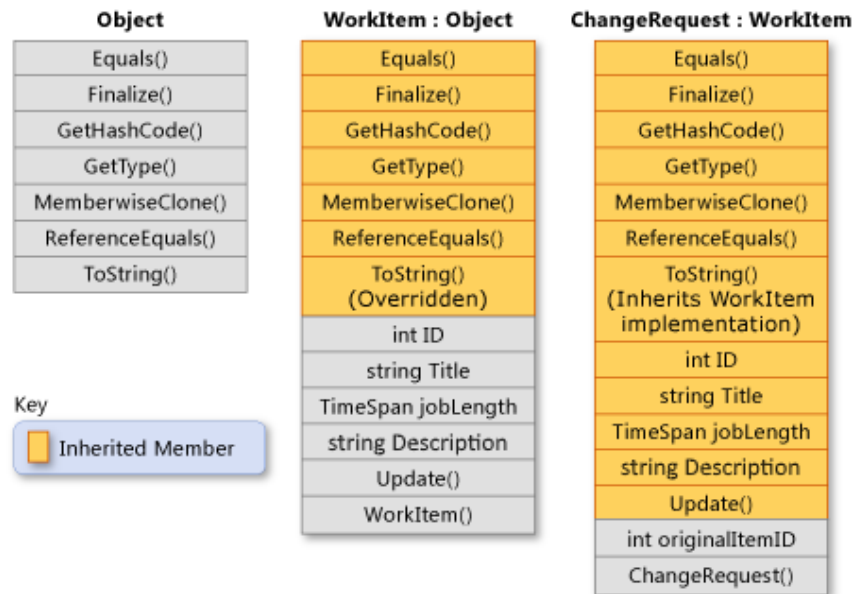 Object
Equals()
Finalize()
GetHashCode()
GetType()
MemberwiseClone()
ReferenceEquals()
ToString()
Key
Inherited Member
WorkItem : Object
Equals()
Finalize()
GetHashCode()
GetType()
MemberwiseClone()
ReferenceEquals()
ToString()
(Overridden)
int ID
string Title
TimeSpan jobLength
string Description
Update()
WorkItem()
ChangeRequest : WorkItem
Equals()
Finalize()
GetHashCode()
GetType()
MemberwiseClone()
ReferenceEquals()
ToString()
(Inherits WorkItem
implementation)
int ID
string Title
TimeSpan jobLength
string Description
Update()
int originalItemID
ChangeRequest()